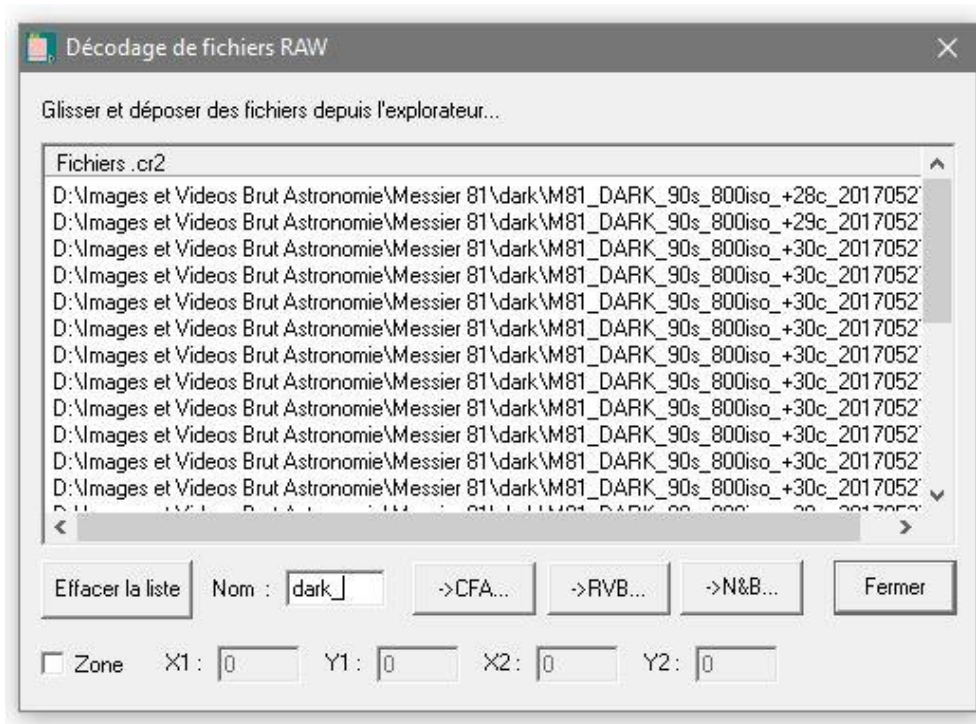 Décodage de fichiers RAW
Glisser et déposer des fichiers depuis l'explorateur...
Fichiers .cr2
D:\Images et Videos Brut Astronomie\Messier 81\dark\M81_DARK_90s_800iso_+28c_2017052
D:\Images et Videos Brut Astronomie\Messier 81\dark\M81_DARK_90s_800iso_+29c_2017052
D:\Images et Videos Brut Astronomie\Messier 81\dark\M81_DARK_90s_800iso_+30c_2017052
D:\Images et Videos Brut Astronomie\Messier 81\dark\M81_DARK_90s_800iso_+30c_2017052
D:\Images et Videos Brut Astronomie\Messier 81\dark\M81_DARK_90s_800iso_+30c_2017052
D:\Images et Videos Brut Astronomie\Messier 81\dark\M81_DARK_90s_800iso_+30c_2017052
D:\Images et Videos Brut Astronomie\Messier 81\dark\M81_DARK_90s_800iso_+30c_2017052
D:\Images et Videos Brut Astronomie\Messier 81\dark\M81_DARK_90s_800iso_+30c_2017052
D:\Images et Videos Brut Astronomie\Messier 81\dark\M81_DARK_90s_800iso_+30c_2017052
D:\Images et Videos Brut Astronomie\Messier 81\dark\M81_DARK_90s_800iso_+30c_2017052
D:\Images et Videos Brut Astronomie\Messier 81\dark\M81_DARK_90s_800iso_+30c_2017052
D:\Images et Videos Brut Astronomie\Messier 81\dark\M81_DARK_90s_800iso_+30c_2017052
Effacer la liste Nom : dark_ ->CFA... ->RVB... ->N&B... Fermer
Zone X1 : 0 Y1 : 0 X2 : 0 Y2 : 0